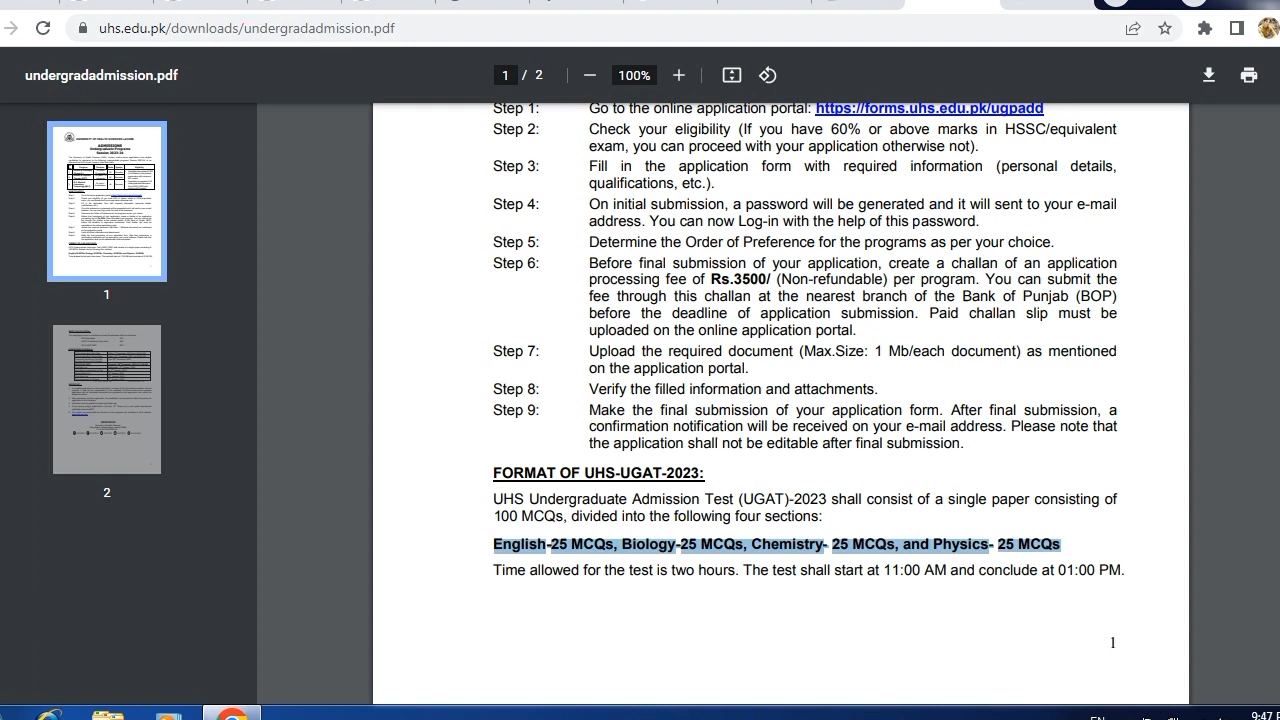 uhs.edu.pk/downloads/undergradadmission.pdf
undergradadmission.pdf
1 / 2
100%
Step 1: Go to the online application portal: https://forms.uhs.edu.pk/ugpadd
Step 2: Check your eligibility (If you have 60% or above marks in HSSC/equivalent
exam, you can proceed with your application otherwise not).
Step 3: Fill in the application form with required information (personal details,
qualifications, etc.).
Step 4: On initial submission, a password will be generated and it will sent to your e-mail
address. You can now Log-in with the help of this password.
Step 5: Determine the Order of Preference for the programs as per your choice.
Step 6: Before final submission of your application, create a challan of an application
processing fee of Rs.3500/ (Non-refundable) per program. You can submit the
fee through this challan at the nearest branch of the Bank of Punjab (BOP)
before the deadline of application submission. Paid challan slip must be
uploaded on the online application portal.
Step 7: Upload the required document (Max.Size: 1 Mb/each document) as mentioned
on the application portal.
Step 8: Verify the filled information and attachments.
Step 9: Make the final submission of your application form. After final submission, a
confirmation notification will be received on your e-mail address. Please note that
the application shall not be editable after final submission.
FORMAT OF UHS-UGAT-2023:
UHS Undergraduate Admission Test (UGAT)-2023 shall consist of a single paper consisting of
100 MCQs, divided into the following four sections:
English-25 MCQs, Biology-25 MCQs, Chemistry- 25 MCQs, and Physics- 25 MCQs
Time allowed for the test is two hours. The test shall start at 11:00 AM and conclude at 01:00 PM.
1
1
2
EN
9:47